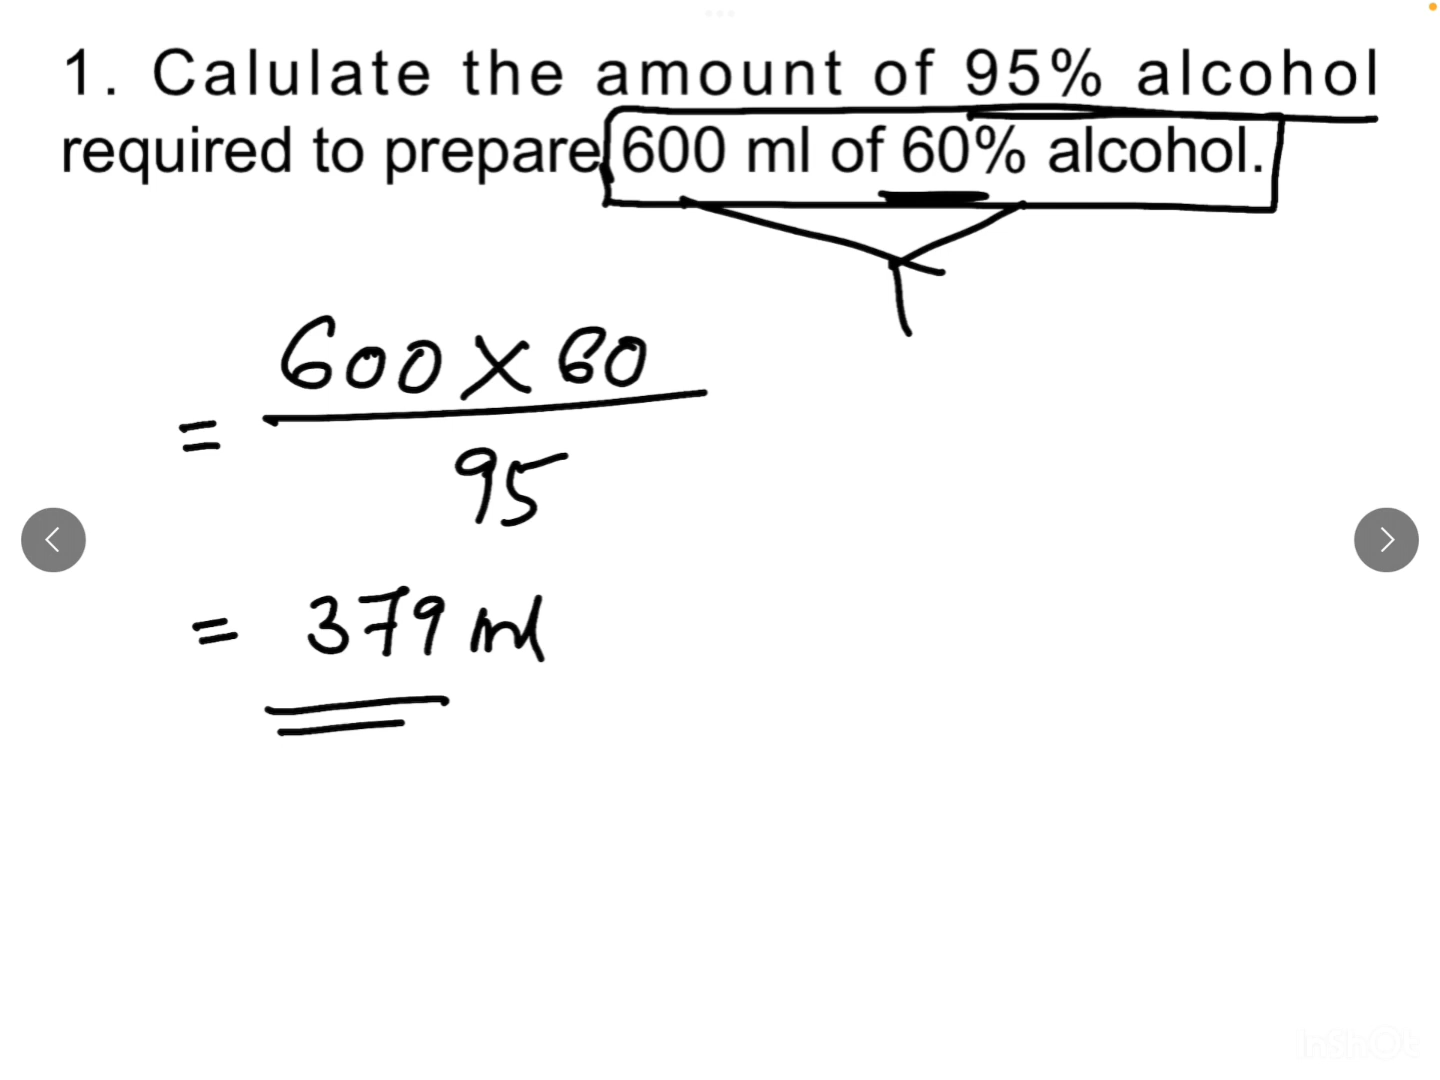 1. Calulate the amount of 95% alcohol
required to prepare 600 ml of 60% alcohol.
= 600 × 60
95
= 379 ml
InShOt